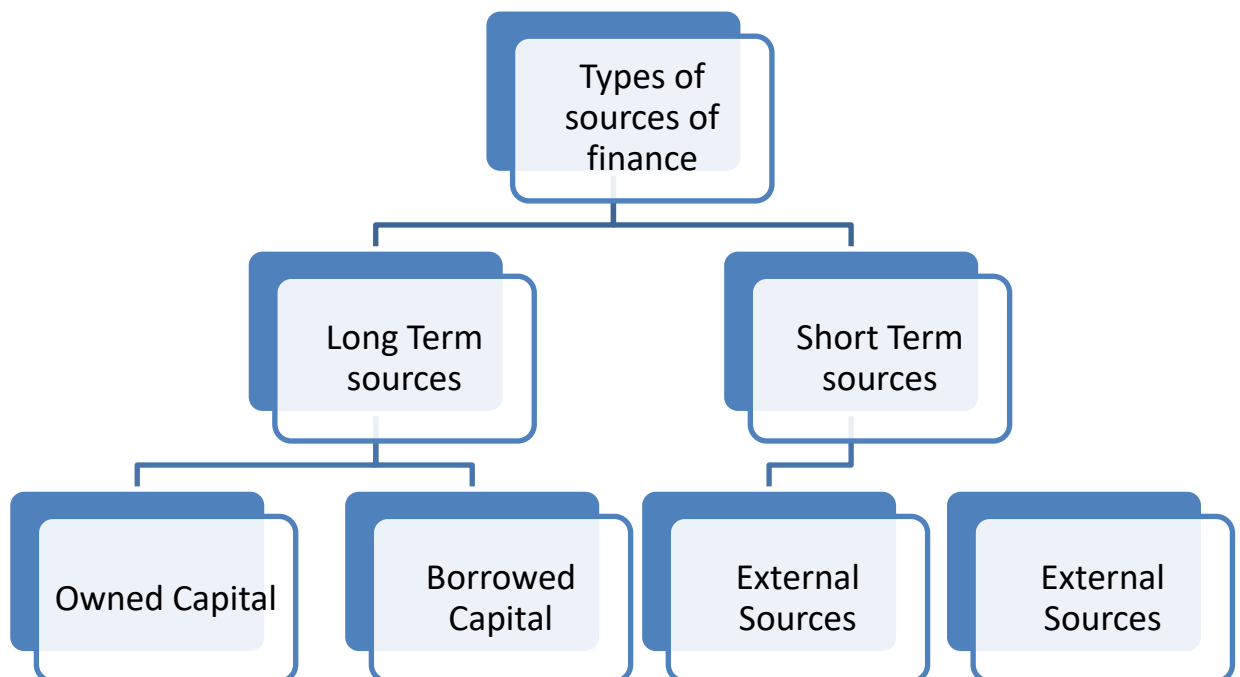 Types of
sources of
finance
Long Term
sources
Short Term
sources
Owned Capital
Borrowed
Capital
External
Sources
External
Sources